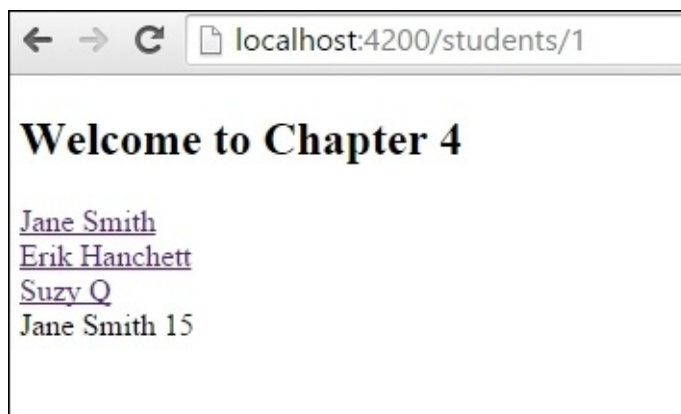 localhost:4200/students/1
Welcome to Chapter 4
Jane Smith
Erik Hanchett
Suzy Q
Jane Smith 15